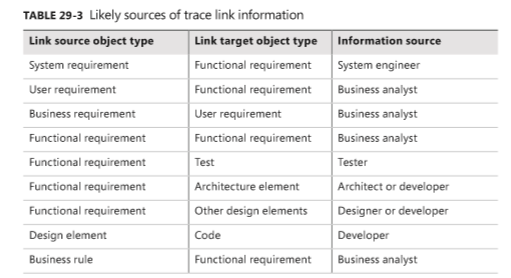 TABLE 29-3 Likely sources of trace link information
Link source object type Link target object type Information source
System requirement Functional requirement System engineer
User requirement Functional requirement Business analyst
Business requirement User requirement Business analyst
Functional requirement Functional requirement Business analyst
Functional requirement Test Tester
Functional requirement Architecture element Architect or developer
Functional requirement Other design elements Designer or developer
Design element Code Developer
Business rule Functional requirement Business analyst